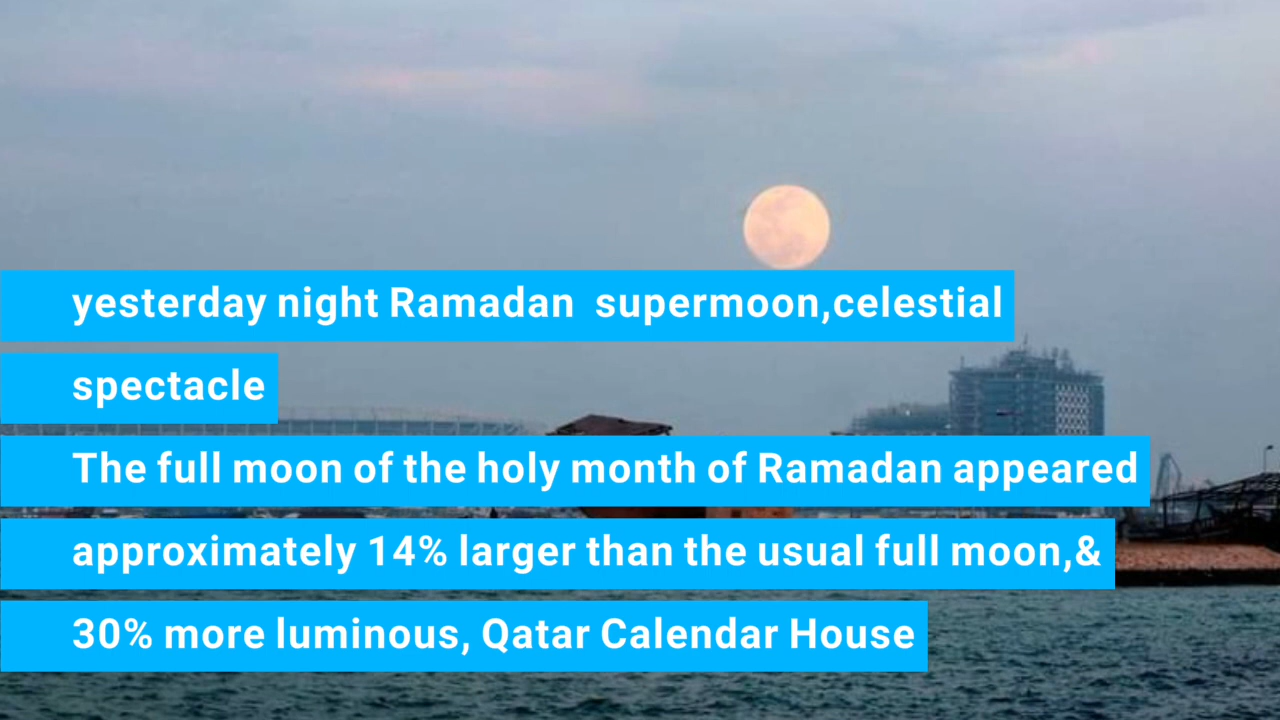 yesterday night Ramadan  supermoon,celestial
spectacle
The full moon of the holy month of Ramadan appeared
approximately 14% larger than the usual full moon,&
30% more luminous, Qatar Calendar House